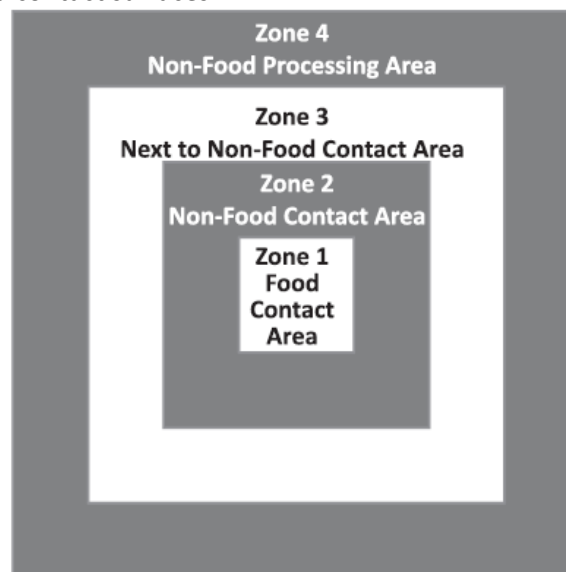 Zone 4
Non-Food Processing Area
Zone 3
Next to Non-Food Contact Area
Zone 2
Non-Food Contact Area
Zone 1
Food
Contact
Area